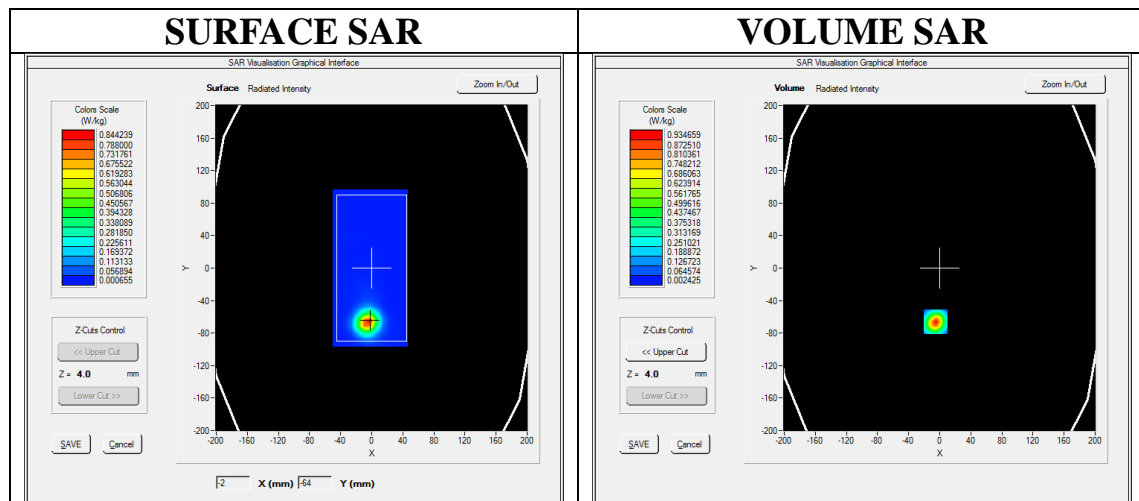 SURFACE SAR
VOLUME SAR
SAR Visualisation Graphical Interface
Surface Radiated Intensity
Zoom In/Out
Colors Scale
(W/kg)
0.844239
0.788000
0.731761
0.675522
0.619283
0.563044
0.506806
0.450567
0.394328
0.338089
0.281850
0.225611
0.169372
0.113133
0.056894
0.000655
200
160
120
80
40
0
-40
-80
-120
-160
-200
Y
-200 -160 -120 -80 -40 0 40 80 120 160 200
X
Z-Cuts Control
<< Upper Cut
Z = 4.0 mm
Lower Cut >>
SAVE Cancel
-2 X (mm) -64 Y (mm)
SAR Visualisation Graphical Interface
Volume Radiated Intensity
Zoom In/Out
Colors Scale
(W/kg)
0.934659
0.872510
0.810361
0.748212
0.686063
0.623914
0.561765
0.499616
0.437467
0.375318
0.313169
0.251021
0.188872
0.126723
0.064574
0.002425
200
160
120
80
40
0
-40
-80
-120
-160
-200
Y
-200 -160 -120 -80 -40 0 40 80 120 160 200
X
Z-Cuts Control
<< Upper Cut
Z = 4.0 mm
Lower Cut >>
SAVE Cancel